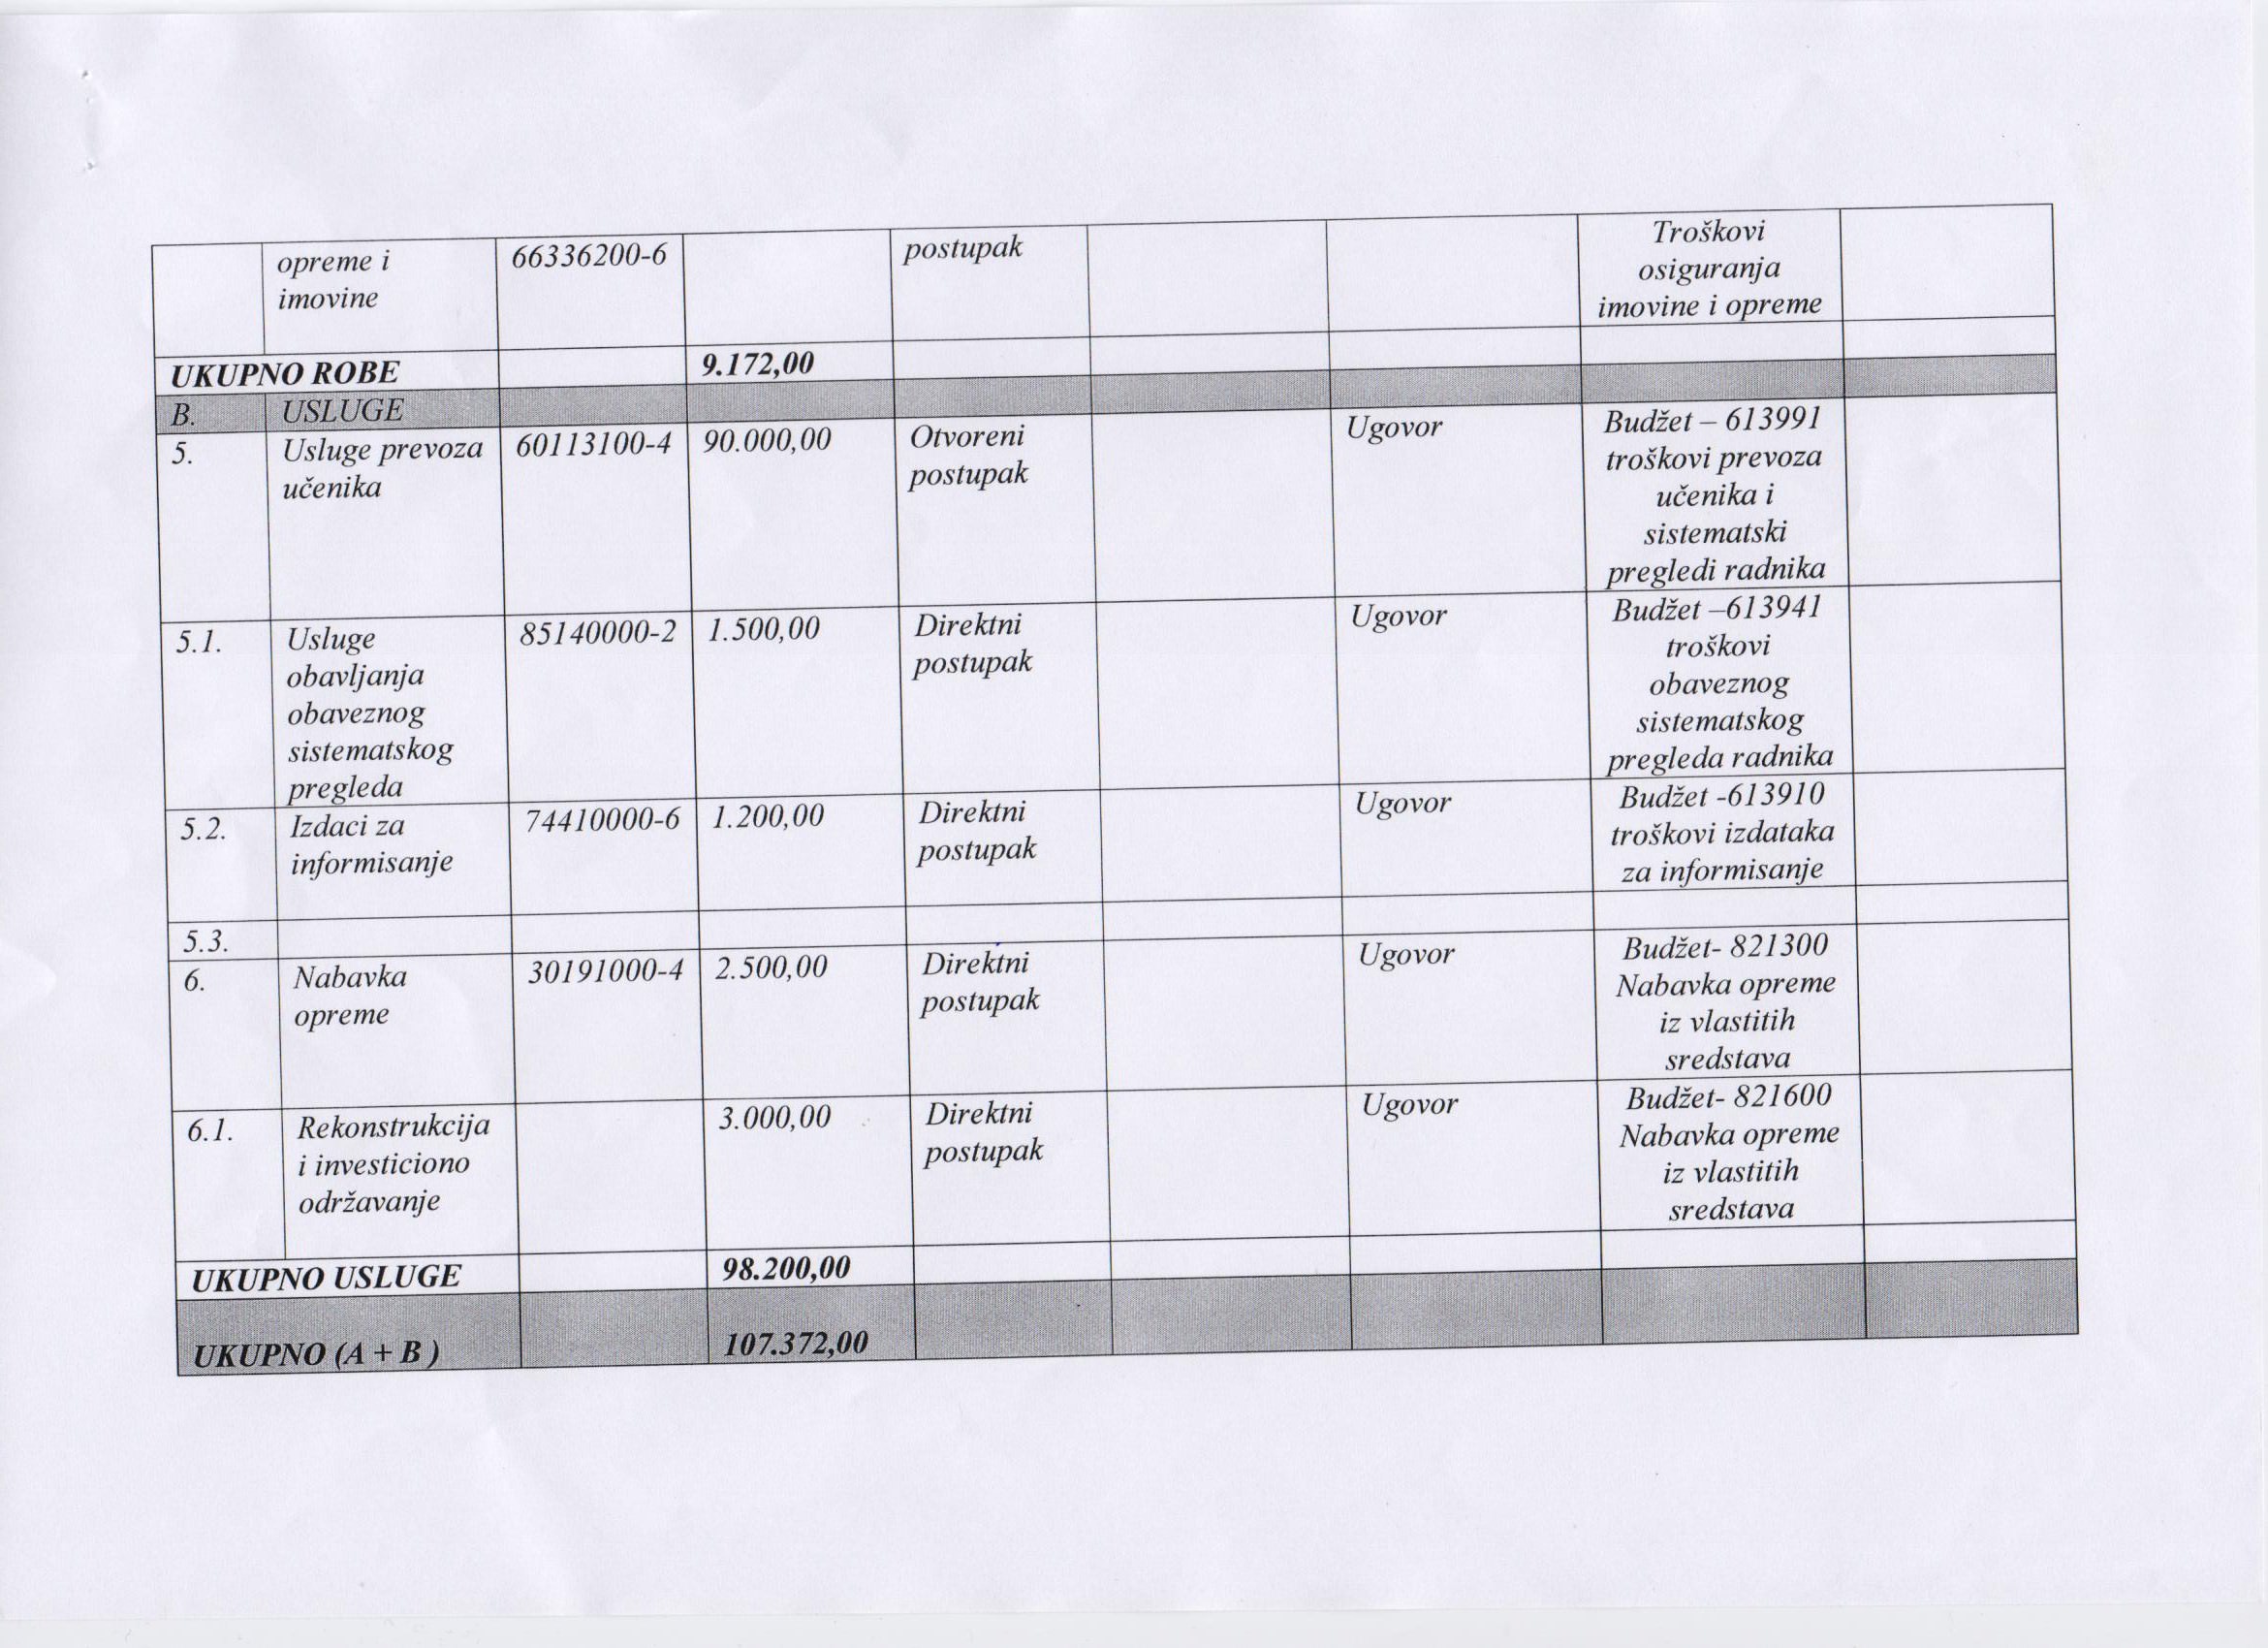 opreme i
imovine
66336200-6
postupak
Troškovi
osiguranja
imovine i opreme
UKUPNO ROBE
9.172,00
B.
USLUGE
5.
Usluge prevoza
učenika
60113100-4
90.000,00
Otvoreni
postupak
Ugovor
Budžet – 613991
troškovi prevoza
učenika i
sistematski
pregledi radnika
5.1.
Usluge
obavljanja
obaveznog
sistematskog
pregleda
85140000-2
1.500,00
Direktni
postupak
Ugovor
Budžet –613941
troškovi
obaveznog
sistematskog
pregleda radnika
5.2.
Izdaci za
informisanje
74410000-6
1.200,00
Direktni
postupak
Ugovor
Budžet -613910
troškovi izdataka
za informisanje
5.3.
6.
Nabavka
opreme
30191000-4
2.500,00
Direktni
postupak
Ugovor
Budžet- 821300
Nabavka opreme
iz vlastitih
sredstava
6.1.
Rekonstrukcija
i investiciono
održavanje
3.000,00
Direktni
postupak
Ugovor
Budžet- 821600
Nabavka opreme
iz vlastitih
sredstava
UKUPNO USLUGE
98.200,00
UKUPNO (A + B )
107.372,00